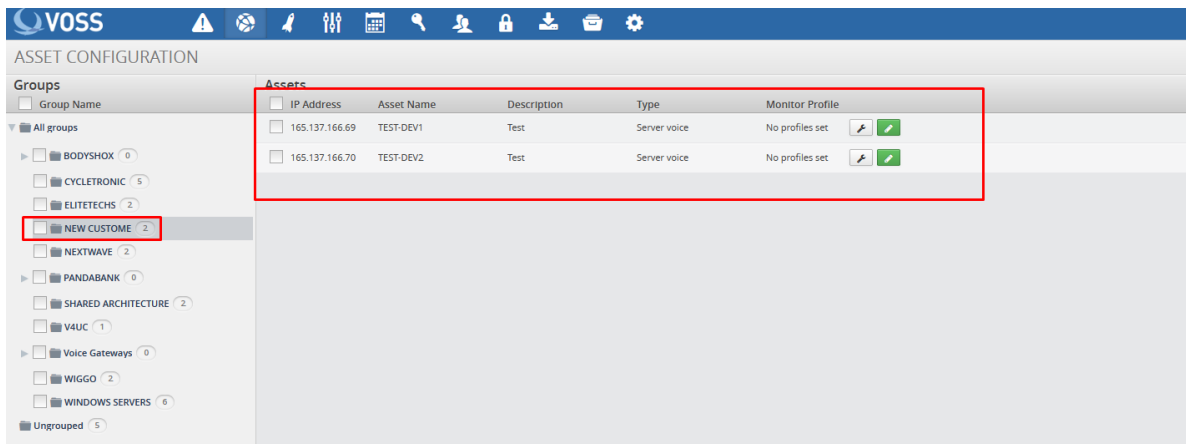 VOSS
ASSET CONFIGURATION
Groups
Group Name
All groups
BODYSHOX 0
CYCLETRONIC 5
ELITETECHS 2
NEW CUSTOME 2
NEXTWAVE 2
PANDABANK 0
SHARED ARCHITECTURE 2
V4UC 1
Voice Gateways 0
WIGGO 2
WINDOWS SERVERS 6
Ungrouped 5
Assets
IP Address Asset Name Description Type Monitor Profile
165.137.166.69 TEST-DEV1 Test Server voice No profiles set
165.137.166.70 TEST-DEV2 Test Server voice No profiles set